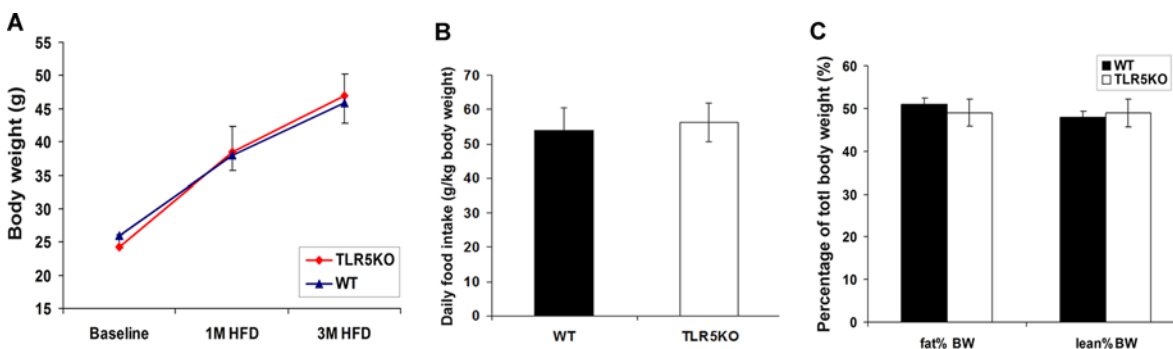 A
Body weight (g)
55
50
45
40
35
30
25
20
15
Baseline
1M HFD
3M HFD
TLR5KO
WT
B
Daily food intake (g/kg body weight)
70
60
50
40
30
20
10
0
WT
TLR5KO
C
Percentage of totl body weight (%)
60
50
40
30
20
10
0
fat% BW
lean%BW
WT
TLR5KO